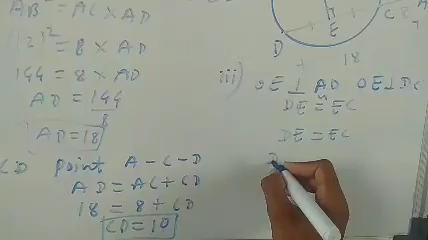 AB² = AC × AD
(12)² = 8 × AD
144 = 8 × AD
AD = 144
8
AD = 18
CD point A - C - D
AD = AC + CD
18 = 8 + CD
CD = 10
D
E
C
8
18
iii) OE ⊥ AD OE ⊥ DC
DE = EC
DE = EC